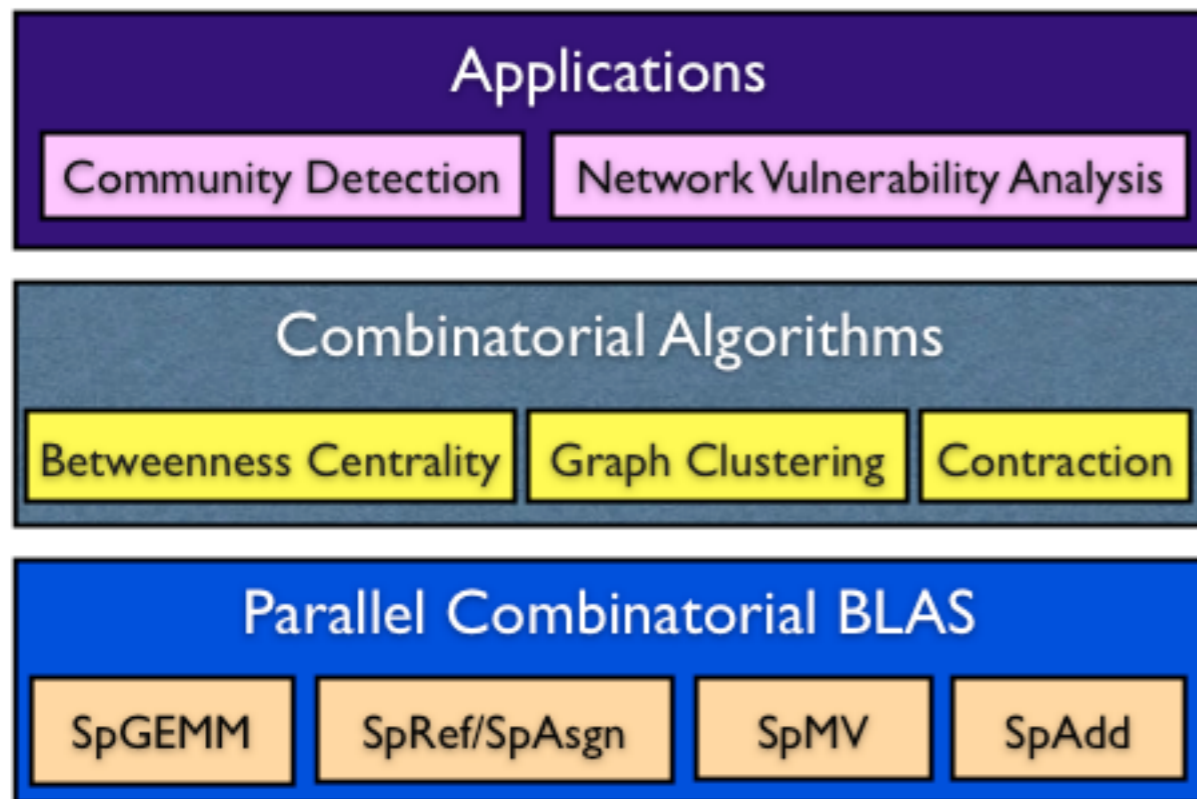 Applications
Community Detection
Network Vulnerability Analysis
Combinatorial Algorithms
Betweenness Centrality
Graph Clustering
Contraction
Parallel Combinatorial BLAS
SpGEMM
SpRef/SpAsgn
SpMV
SpAdd